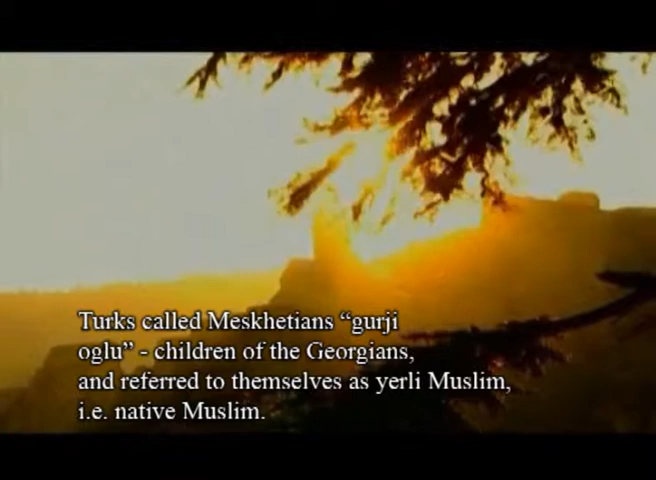 Turks called Meskhetians “gurji
oglu” - children of the Georgians,
and referred to themselves as yerli Muslim,
i.e. native Muslim.